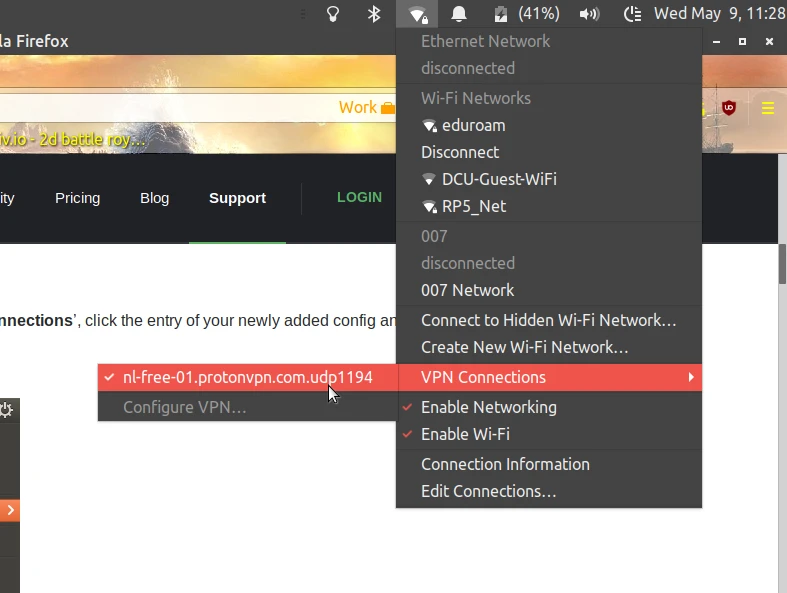 (41%)
Wed May 9, 11:28
la Firefox
Work
iv.io - 2d battle roy...
ity
Pricing
Blog
Support
LOGIN
nnections’, click the entry of your newly added config an
Ethernet Network
disconnected
Wi-Fi Networks
eduroam
Disconnect
DCU-Guest-WiFi
RP5_Net
007
disconnected
007 Network
Connect to Hidden Wi-Fi Network…
Create New Wi-Fi Network…
VPN Connections
nl-free-01.protonvpn.com.udp1194
Configure VPN…
Enable Networking
Enable Wi-Fi
Connection Information
Edit Connections…